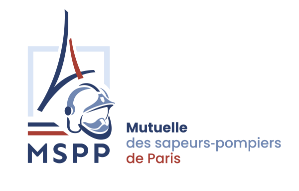 MSPP
Mutuelle
des sapeurs-pompiers
de Paris